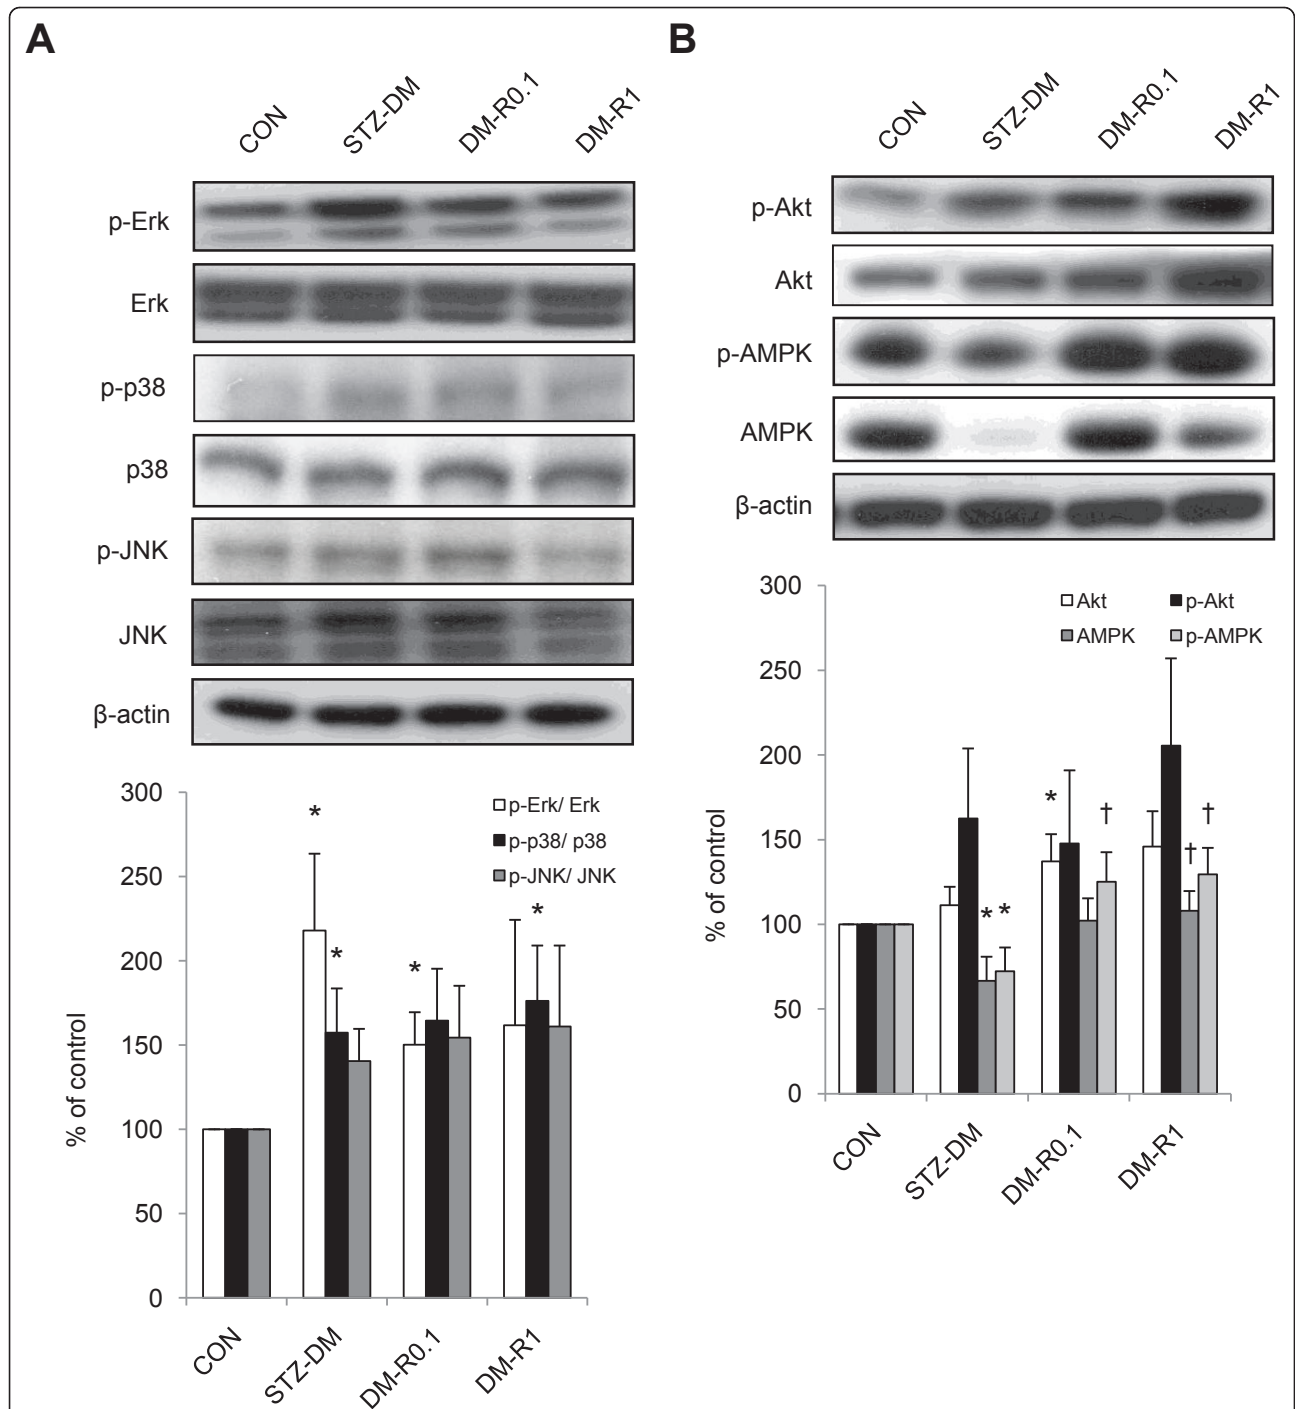 A
CON STZ-DM DM-R0.1 DM-R1
p-Erk
Erk
p-p38
p38
p-JNK
JNK
β-actin
300
250
200
150
100
50
0
% of control
p-Erk/ Erk
p-p38/ p38
p-JNK/ JNK
*
*
*
*
CON STZ-DM DM-R0.1 DM-R1
B
CON STZ-DM DM-R0.1 DM-R1
p-Akt
Akt
p-AMPK
AMPK
β-actin
300
250
200
150
100
50
0
% of control
Akt p-Akt
AMPK p-AMPK
* *
*
†
†
†
CON STZ-DM DM-R0.1 DM-R1